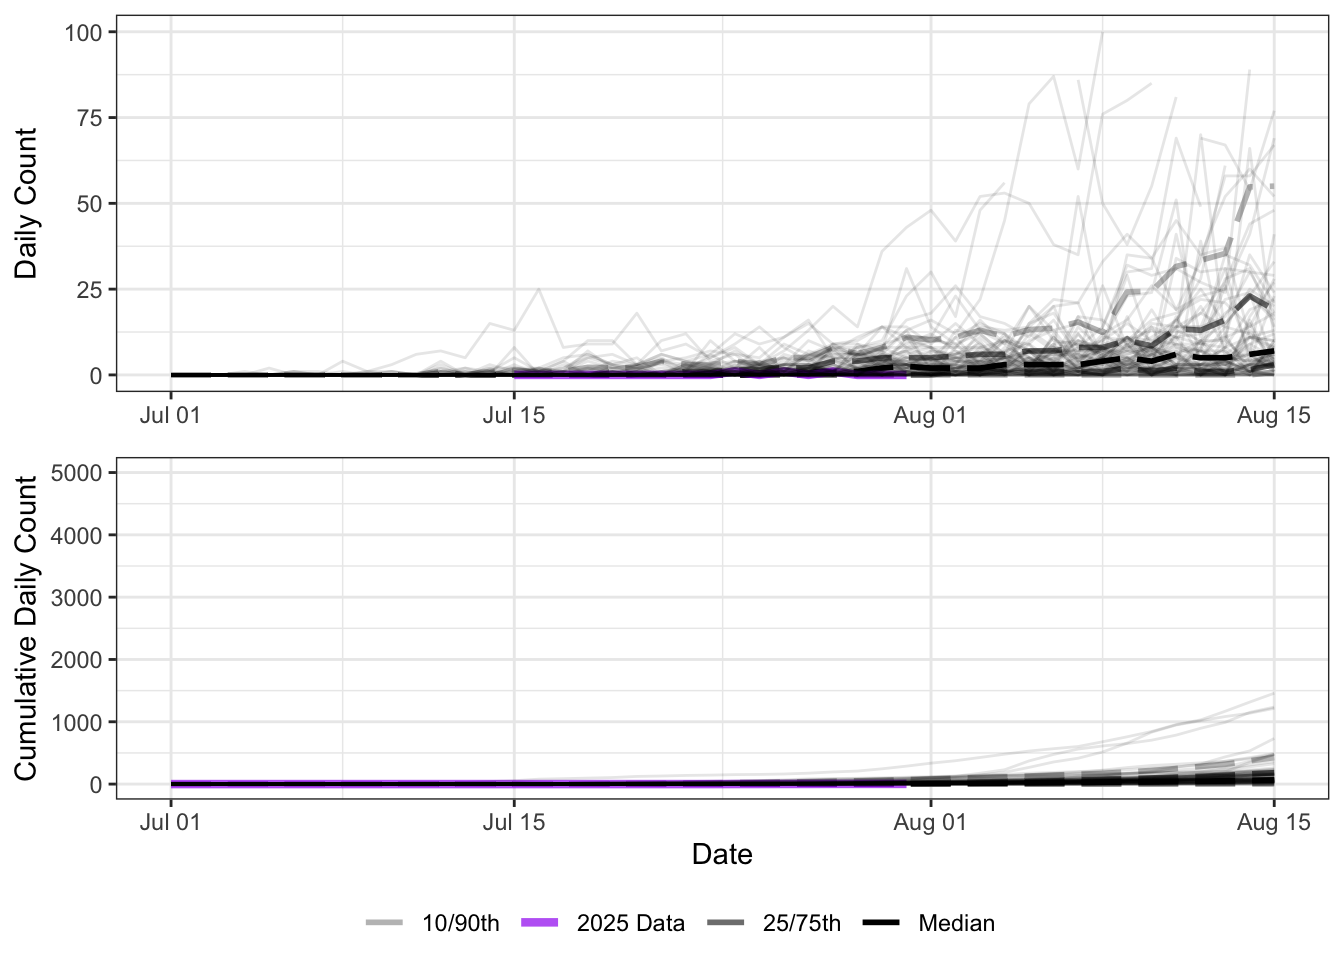 Daily Count
100
75
50
25
0
Jul 01
Jul 15
Aug 01
Aug 15
Cumulative Daily Count
5000
4000
3000
2000
1000
0
Jul 01
Jul 15
Aug 01
Aug 15
Date
10/90th
2025 Data
25/75th
Median